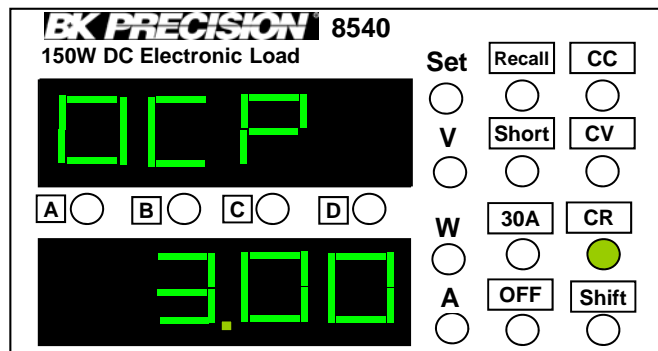 BK PRECISION® 8540
150W DC Electronic Load
Set Recall CC
OCP
V Short CV
A B C D
W 30A CR
3.00
A OFF Shift